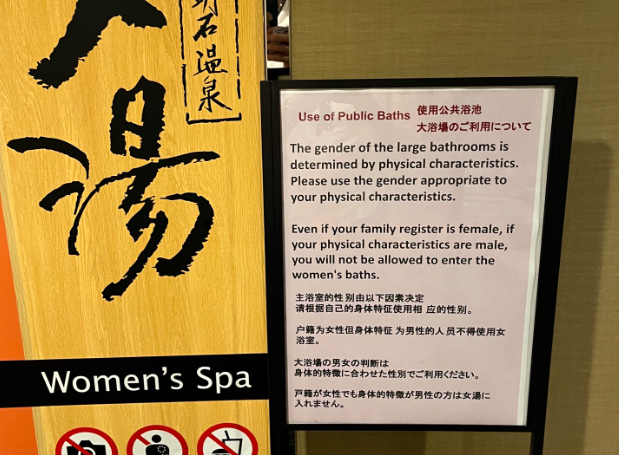 湯
石温泉
Women's Spa
Use of Public Baths 使用公共浴池
大浴場のご利用について
The gender of the large bathrooms is
determined by physical characteristics.
Please use the gender appropriate to
your physical characteristics.
Even if your family register is female, if
your physical characteristics are male,
you will not be allowed to enter the
women's baths.
主浴室的性别由以下因素决定
请根据自己的身体特征使用相 应的性别。
户籍为女性但身体特征 为男性的人员不得使用女
浴室。
大浴場の男女の判断は
身体的特徴に合わせた性別でご利用ください。
戸籍が女性でも身体的特徴が男性の方は女湯に
入れません。